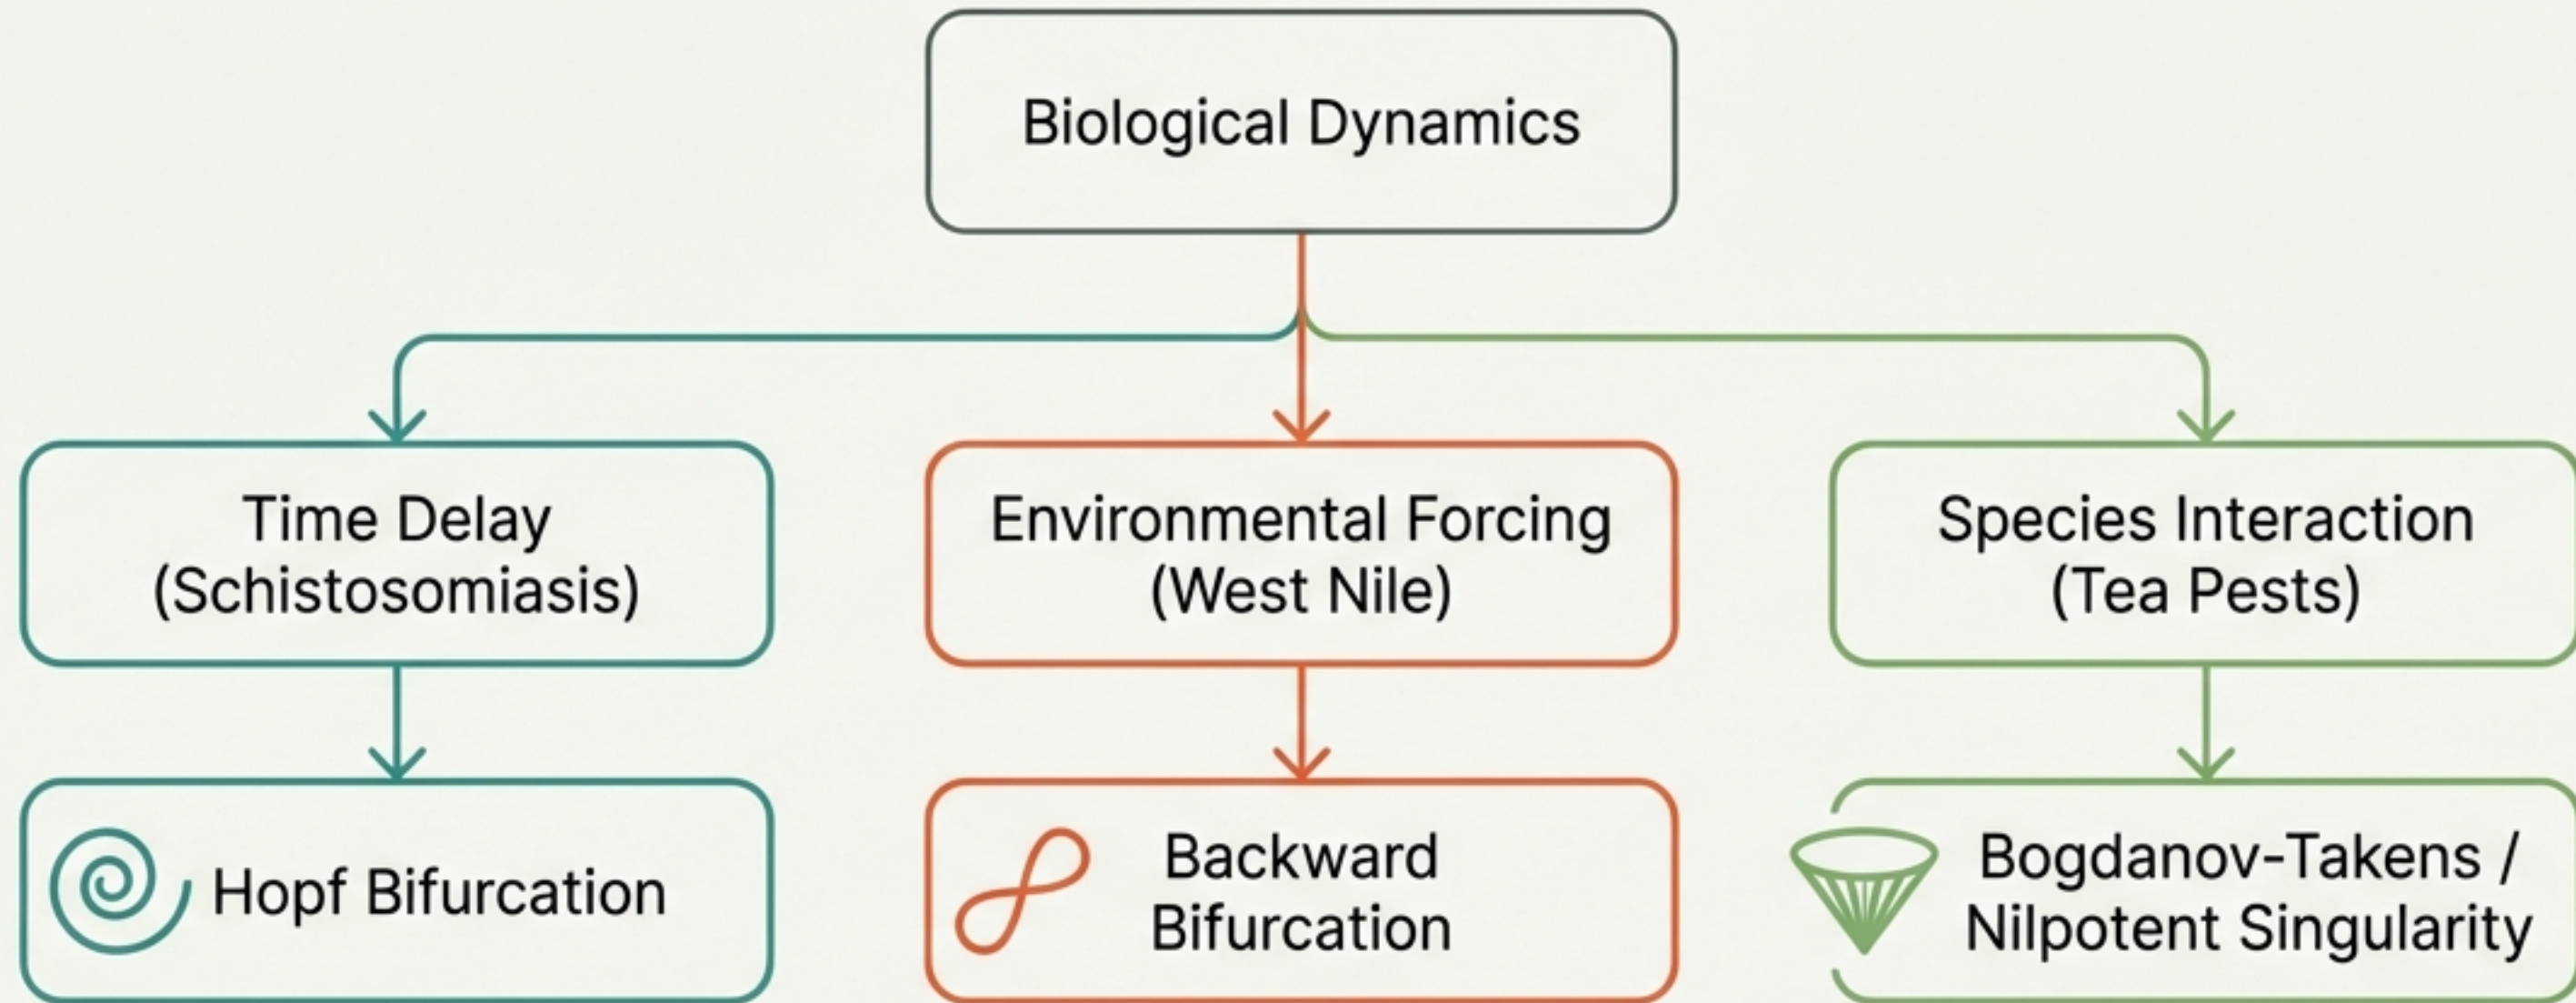 Biological Dynamics
Time Delay
(Schistosomiasis)
Environmental Forcing
(West Nile)
Species Interaction
(Tea Pests)
Hopf Bifurcation
Backward
Bifurcation
Bogdanov-Takens /
Nilpotent Singularity